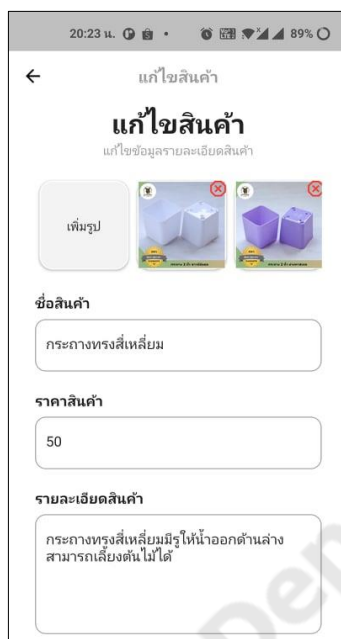 20:23 น.
89%
แก้ไขสินค้า
แก้ไขสินค้า
แก้ไขข้อมูลรายละเอียดสินค้า
เพิ่มรูป
ชื่อสินค้า
กระถางทรงสี่เหลี่ยม
ราคาสินค้า
50
รายละเอียดสินค้า
กระถางทรงสี่เหลี่ยมมีรูให้น้ำออกด้านล่าง
สามารถเลี้ยงต้นไม้ได้